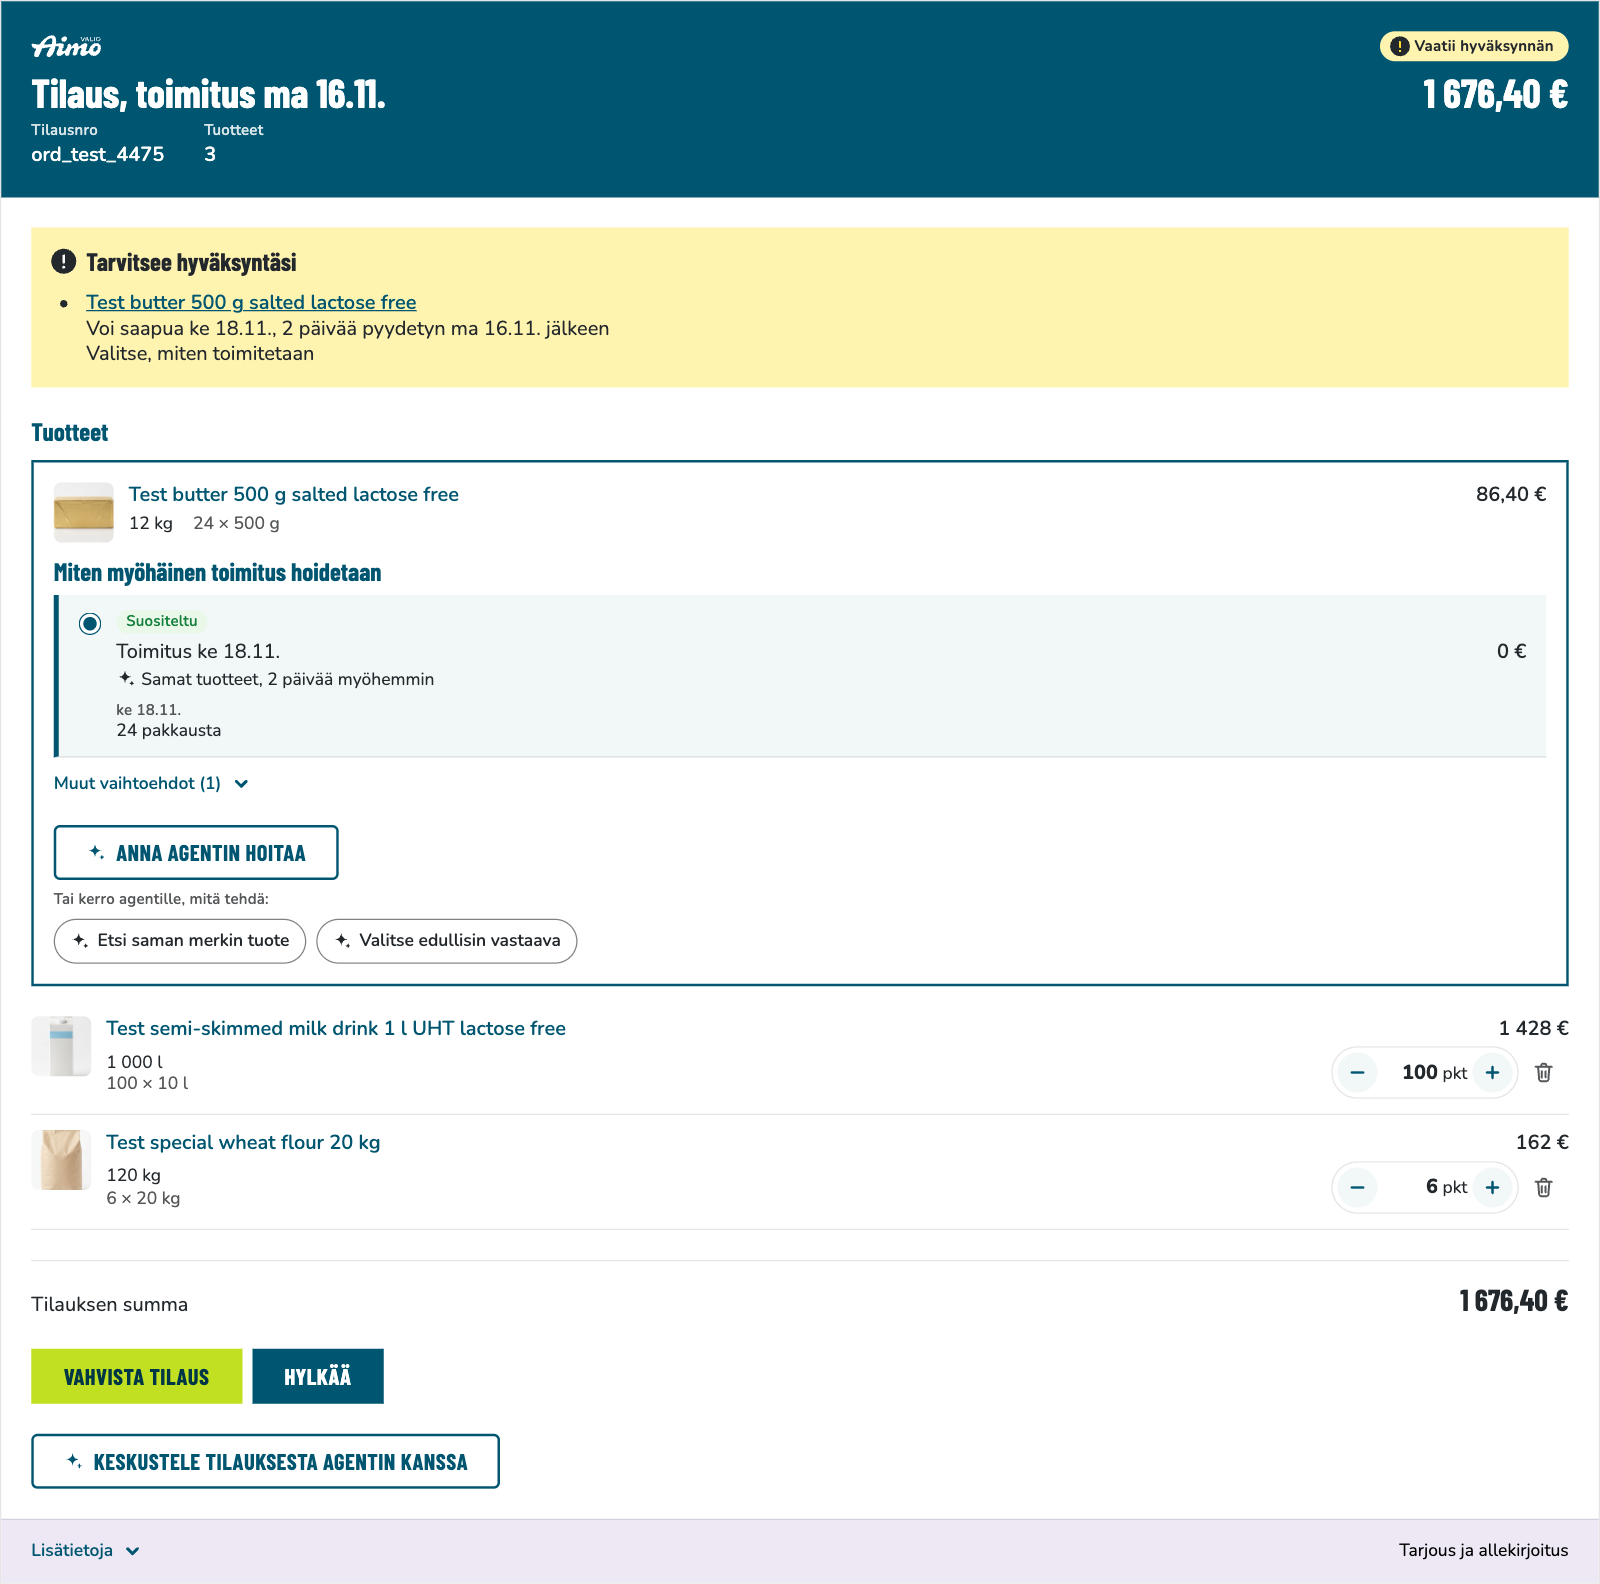 VALIO
Aimo
Vaatii hyväksynnän
Tilaus, toimitus ma 16.11.
1 676,40 €
Tilausnro
Tuotteet
ord_test_4475
3
Tarvitsee hyväksyntäsi
Test butter 500 g salted lactose free
Voi saapua ke 18.11., 2 päivää pyydetyn ma 16.11. jälkeen
Valitse, miten toimitetaan
Tuotteet
Test butter 500 g salted lactose free
86,40 €
12 kg 24 × 500 g
Miten myöhäinen toimitus hoidetaan
Suositeltu
Toimitus ke 18.11.
0 €
Samat tuotteet, 2 päivää myöhemmin
ke 18.11.
24 pakkausta
Muut vaihtoehdot (1)
ANNA AGENTIN HOITAA
Tai kerro agentille, mitä tehdä:
Etsi saman merkin tuote
Valitse edullisin vastaava
Test semi-skimmed milk drink 1 l UHT lactose free
1 428 €
1 000 l
100 × 10 l
100 pkt
Test special wheat flour 20 kg
162 €
120 kg
6 × 20 kg
6 pkt
Tilauksen summa
1 676,40 €
VAHVISTA TILAUS
HYLKÄÄ
KESKUSTELE TILAUKSESTA AGENTIN KANSSA
Lisätietoja
Tarjous ja allekirjoitus